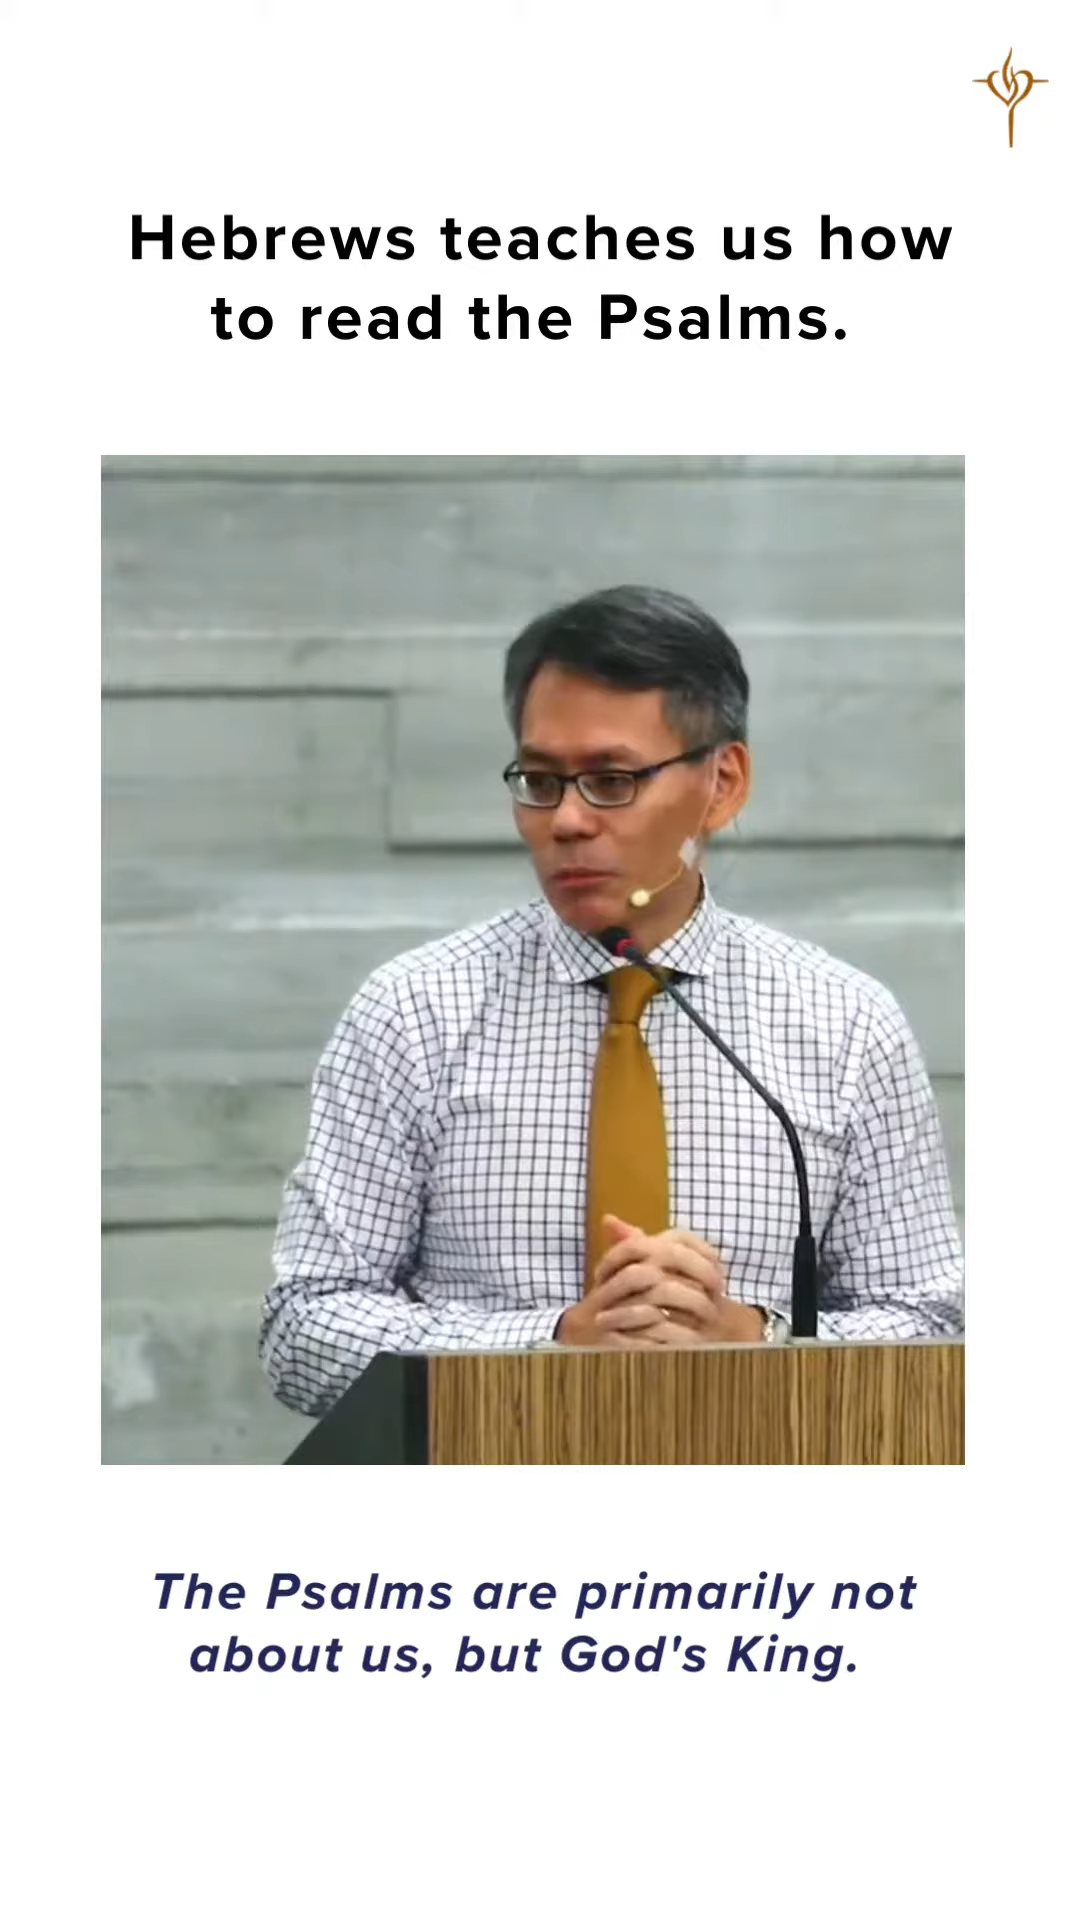 Hebrews teaches us how
to read the Psalms.
The Psalms are primarily not
about us, but God's King.